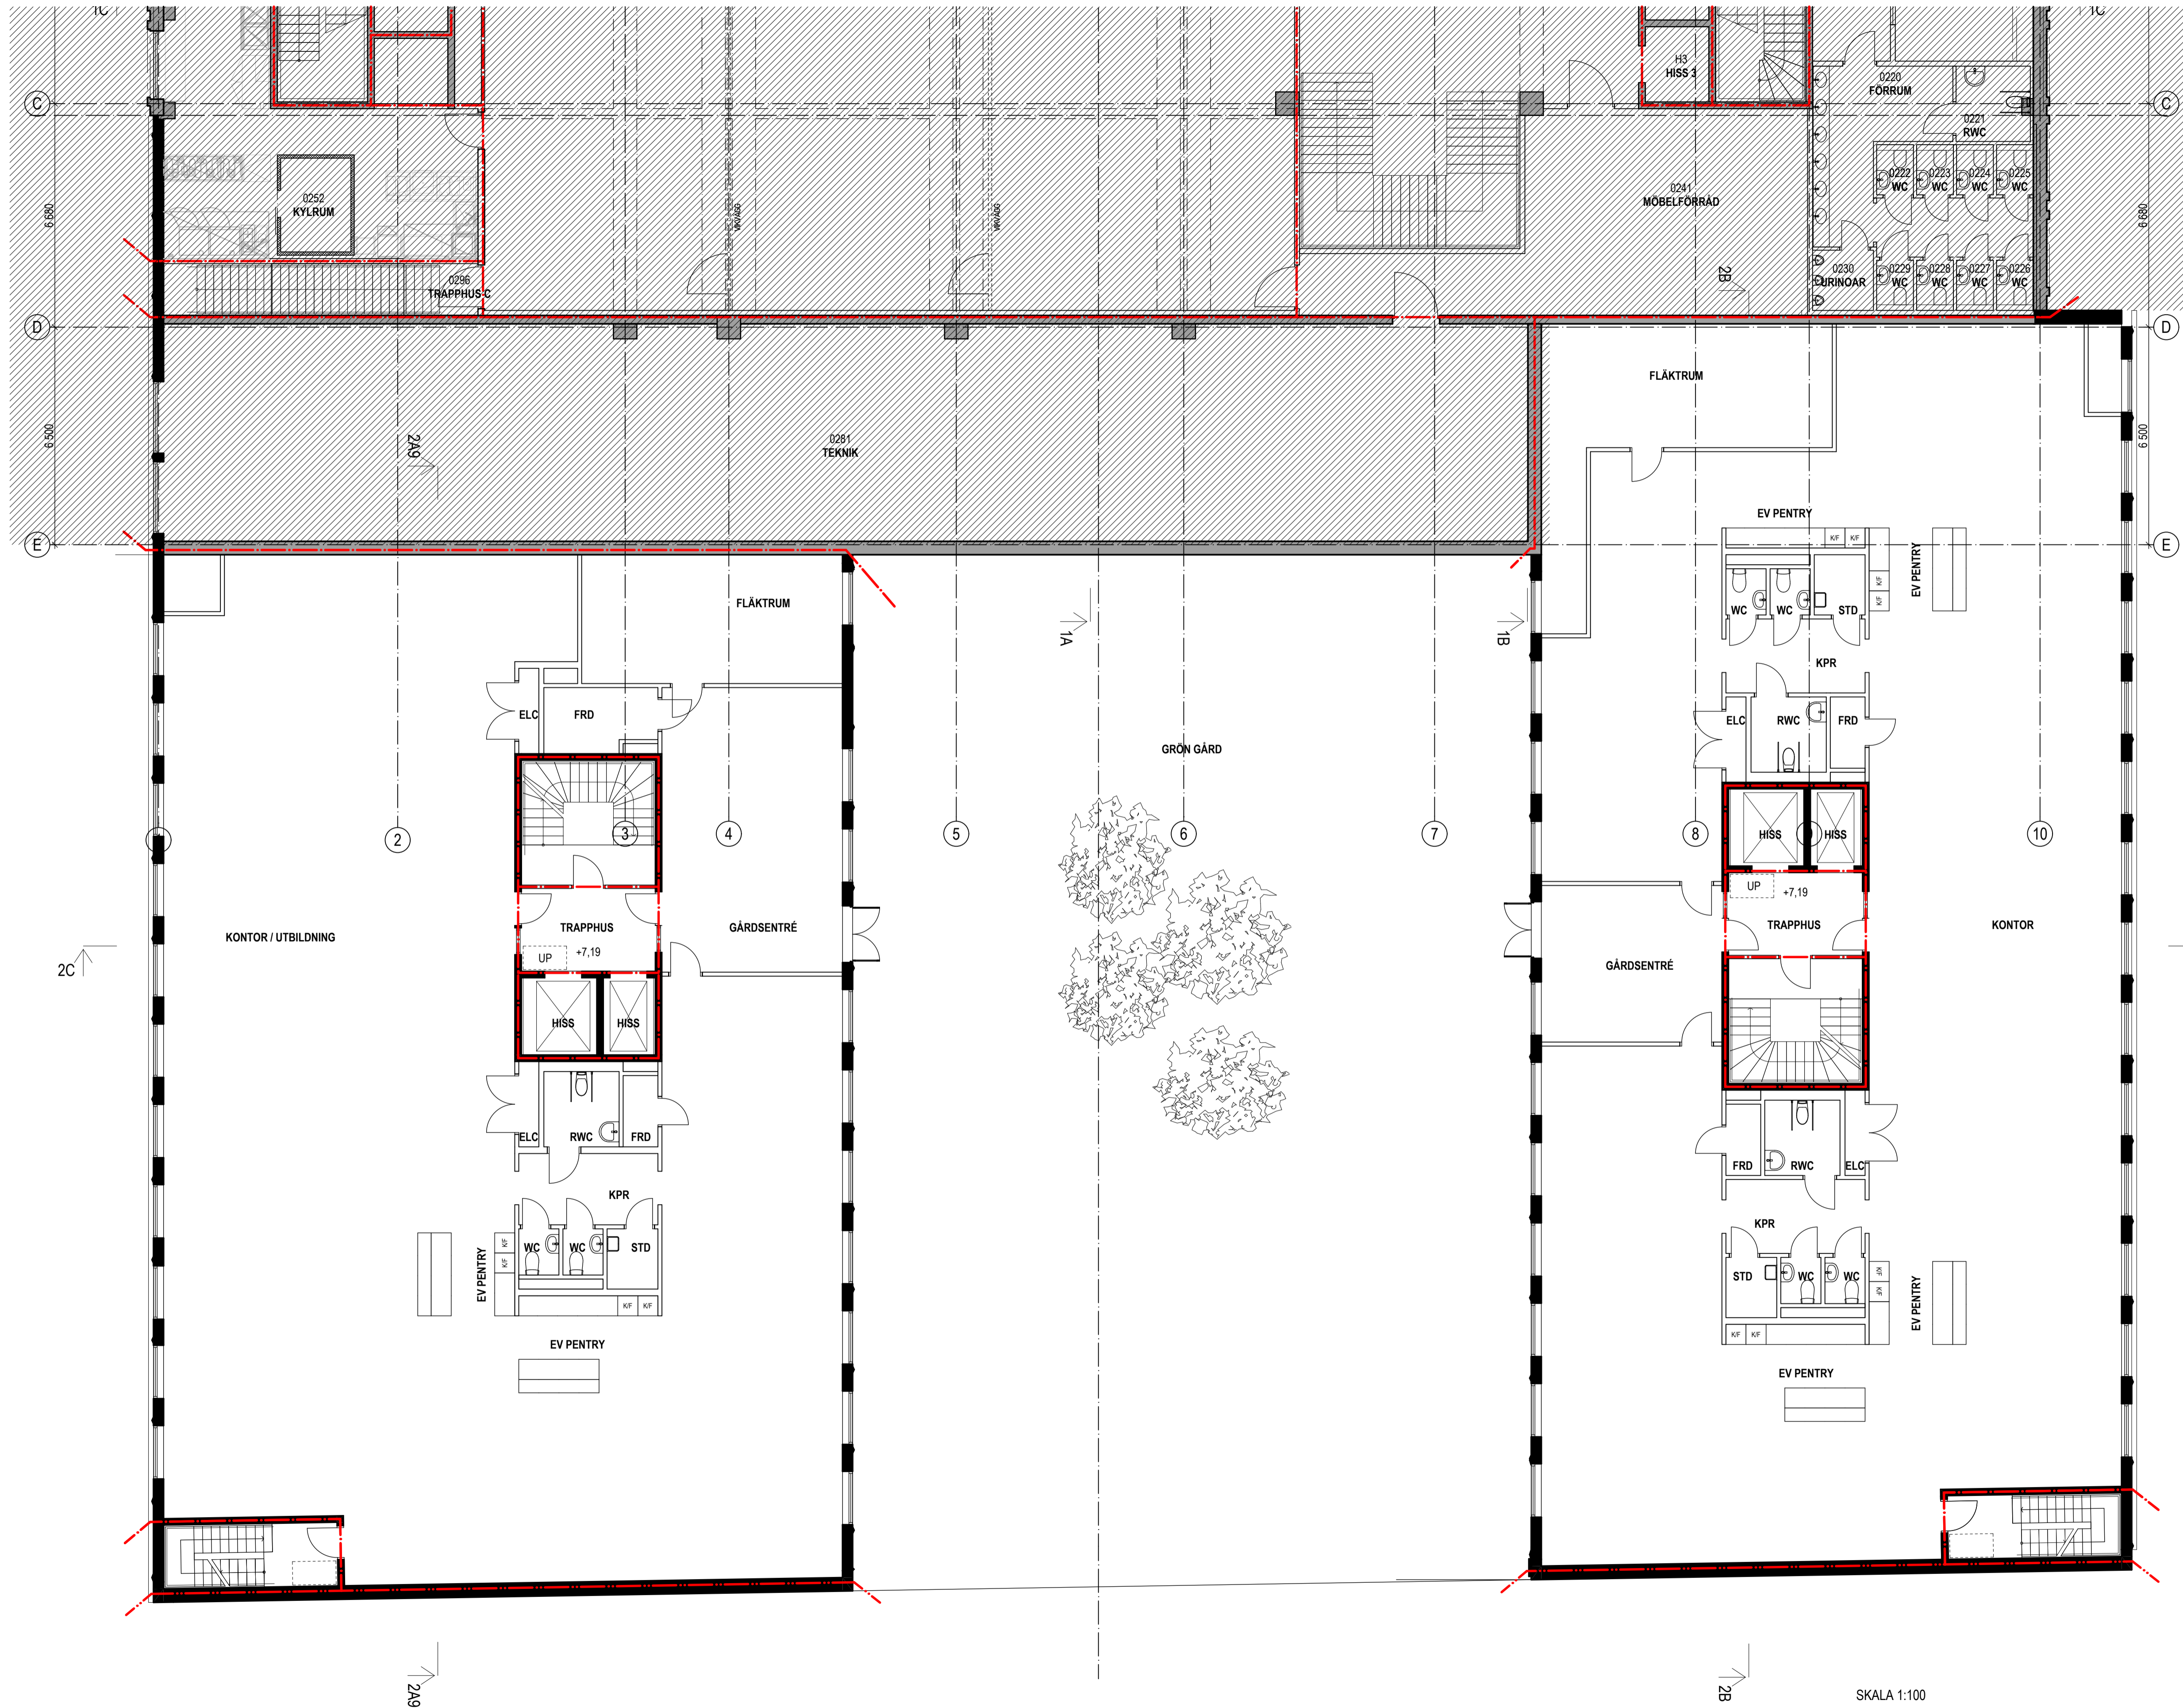 1C
1C
H3
HISS 3
0220
FÖRRUM
C
C
0221
RWC
0222
WC
0223
WC
0224
WC
0225
WC
0252
KYLRUM
0241
MÖBELFÖRRÅD
6 680
VIKVÄGG
VIKVÄGG
6 680
0296
TRAPPHUS C
2B
0230
URINOAR
0229
WC
0228
WC
0227
WC
0226
WC
D
D
FLÄKTRUM
6 500
2A9
0281
TEKNIK
6 500
EV PENTRY
K/F
K/F
E
E
EV PENTRY
K/F
K/F
FLÄKTRUM
WC
WC
STD
1A
1B
KPR
ELC
FRD
ELC
RWC
FRD
GRÖN GÅRD
2
3
4
5
6
7
8
HISS
HISS
10
UP
+7,19
TRAPPHUS
KONTOR
KONTOR / UTBILDNING
TRAPPHUS
GÅRDSENTRÉ
UP
+7,19
2C
GÅRDSENTRÉ
HISS
HISS
ELC
RWC
FRD
FRD
RWC
ELC
KPR
KPR
WC
WC
STD
EV PENTRY
K/F
K/F
K/F
K/F
STD
WC
WC
K/F
K/F
EV PENTRY
K/F
K/F
EV PENTRY
EV PENTRY
2A9
2B
SKALA 1:100